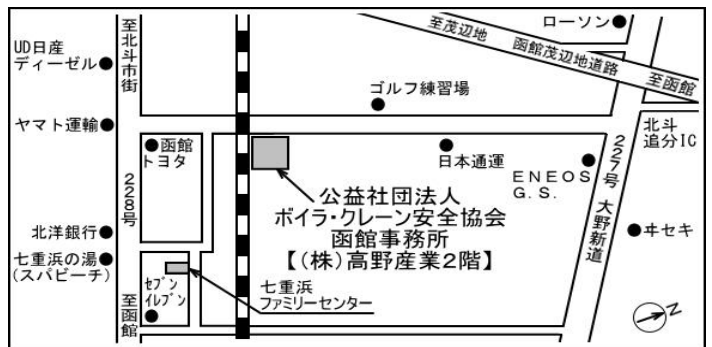 UD日産
ディーゼル
至北斗市街
ローソン
至茂辺地
函館茂辺地道路
至函館
ゴルフ練習場
ヤマト運輸
函館
トヨタ
日本通運
ENEOS
G.S.
北斗
追分IC
227号 大野新道
228号
公益社団法人
ボイラ・クレーン安全協会
函館事務所
【(株)高野産業2階】
北洋銀行
七重浜の湯
(スパビーチ)
ヰセキ
セブン
イレブン
七重浜
ファミリーセンター
至函館
N